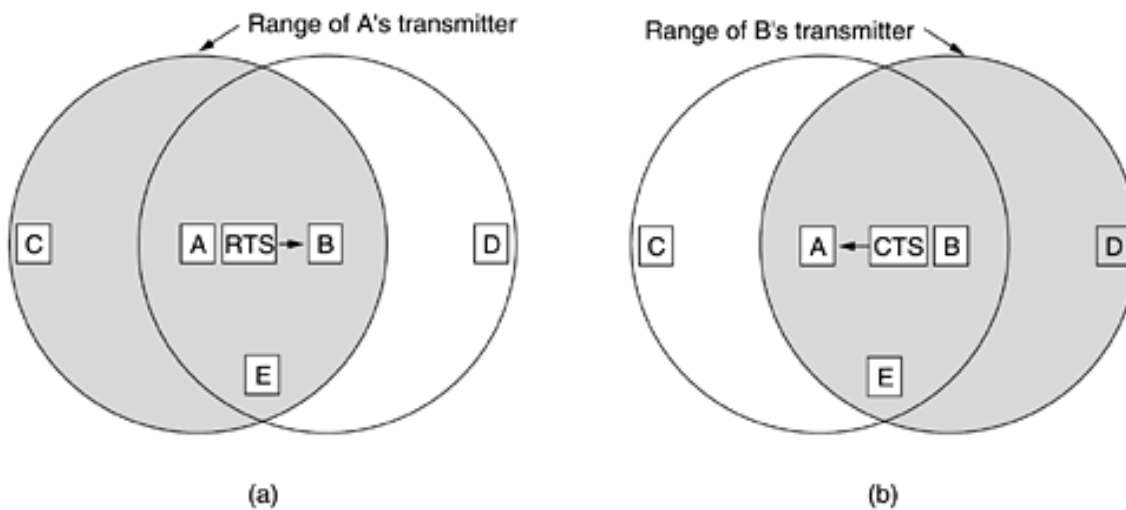 Range of A's transmitter
Range of B's transmitter
C A RTS B D
C A CTS B D
E
E
(a)
(b)